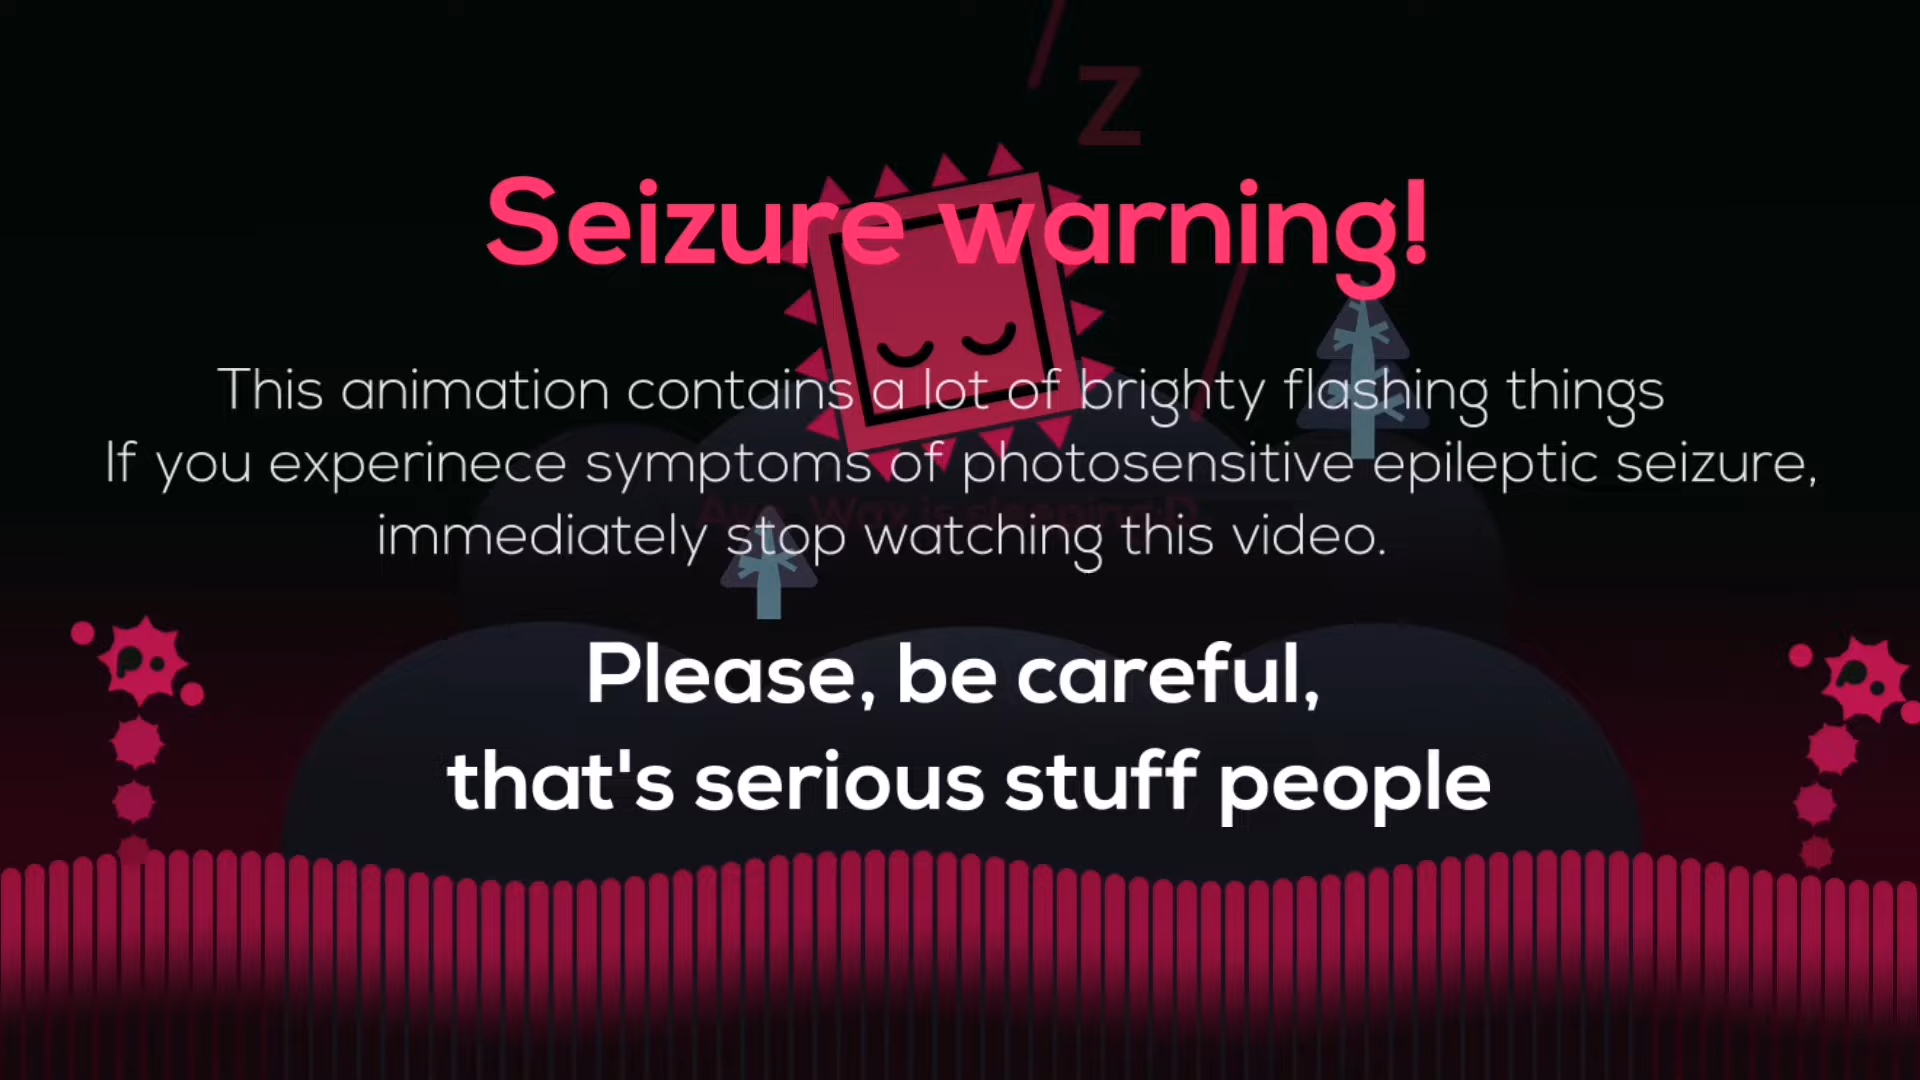 Z
Seizure warning!
This animation contains a lot of brighty flashing things
If you experinece symptoms of photosensitive epileptic seizure,
immediately stop watching this video.
Please, be careful,
that's serious stuff people